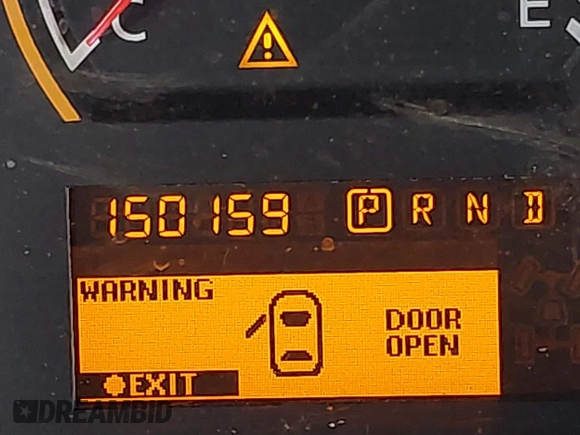 C
E
150159 P R N D
WARNING
DOOR
OPEN
EXIT
DREAMBID